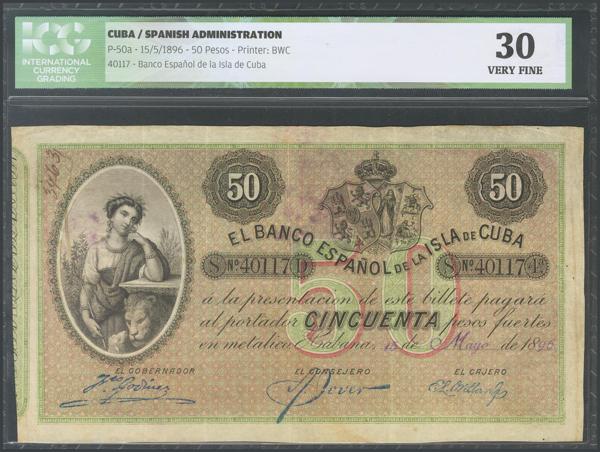 ICG
INTERNATIONAL
CURRENCY
GRADING
CUBA / SPANISH ADMINISTRATION
P-50a - 15/5/1896 - 50 Pesos - Printer: BWC
40117 - Banco Español de la Isla de Cuba
30
VERY FINE
50
50
EL BANCO ESPAÑOL DE LA ISLA DE CUBA
S Nº 40117
S Nº 40117
50
á la presentacion de este billete pagará
al portador CINCUENTA pesos fuertes
en metalico Habana, 15 de Mayo de 1896
EL GOBERNADOR
EL CONSEJERO
EL CAJERO